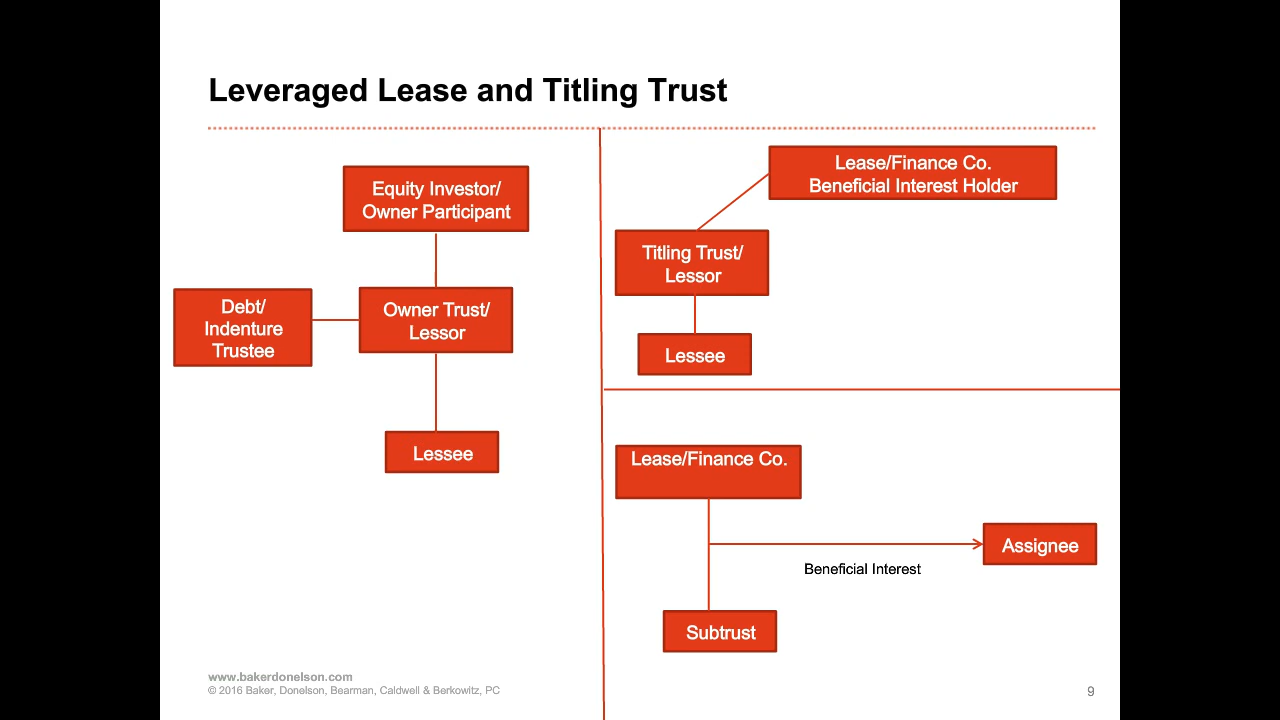 Leveraged Lease and Titling Trust
Equity Investor/
Owner Participant
Debt/
Indenture
Trustee
Owner Trust/
Lessor
Lessee
Lease/Finance Co.
Beneficial Interest Holder
Titling Trust/
Lessor
Lessee
Lease/Finance Co.
Assignee
Beneficial Interest
Subtrust
www.bakerdonelson.com
© 2016 Baker, Donelson, Bearman, Caldwell & Berkowitz, PC
9